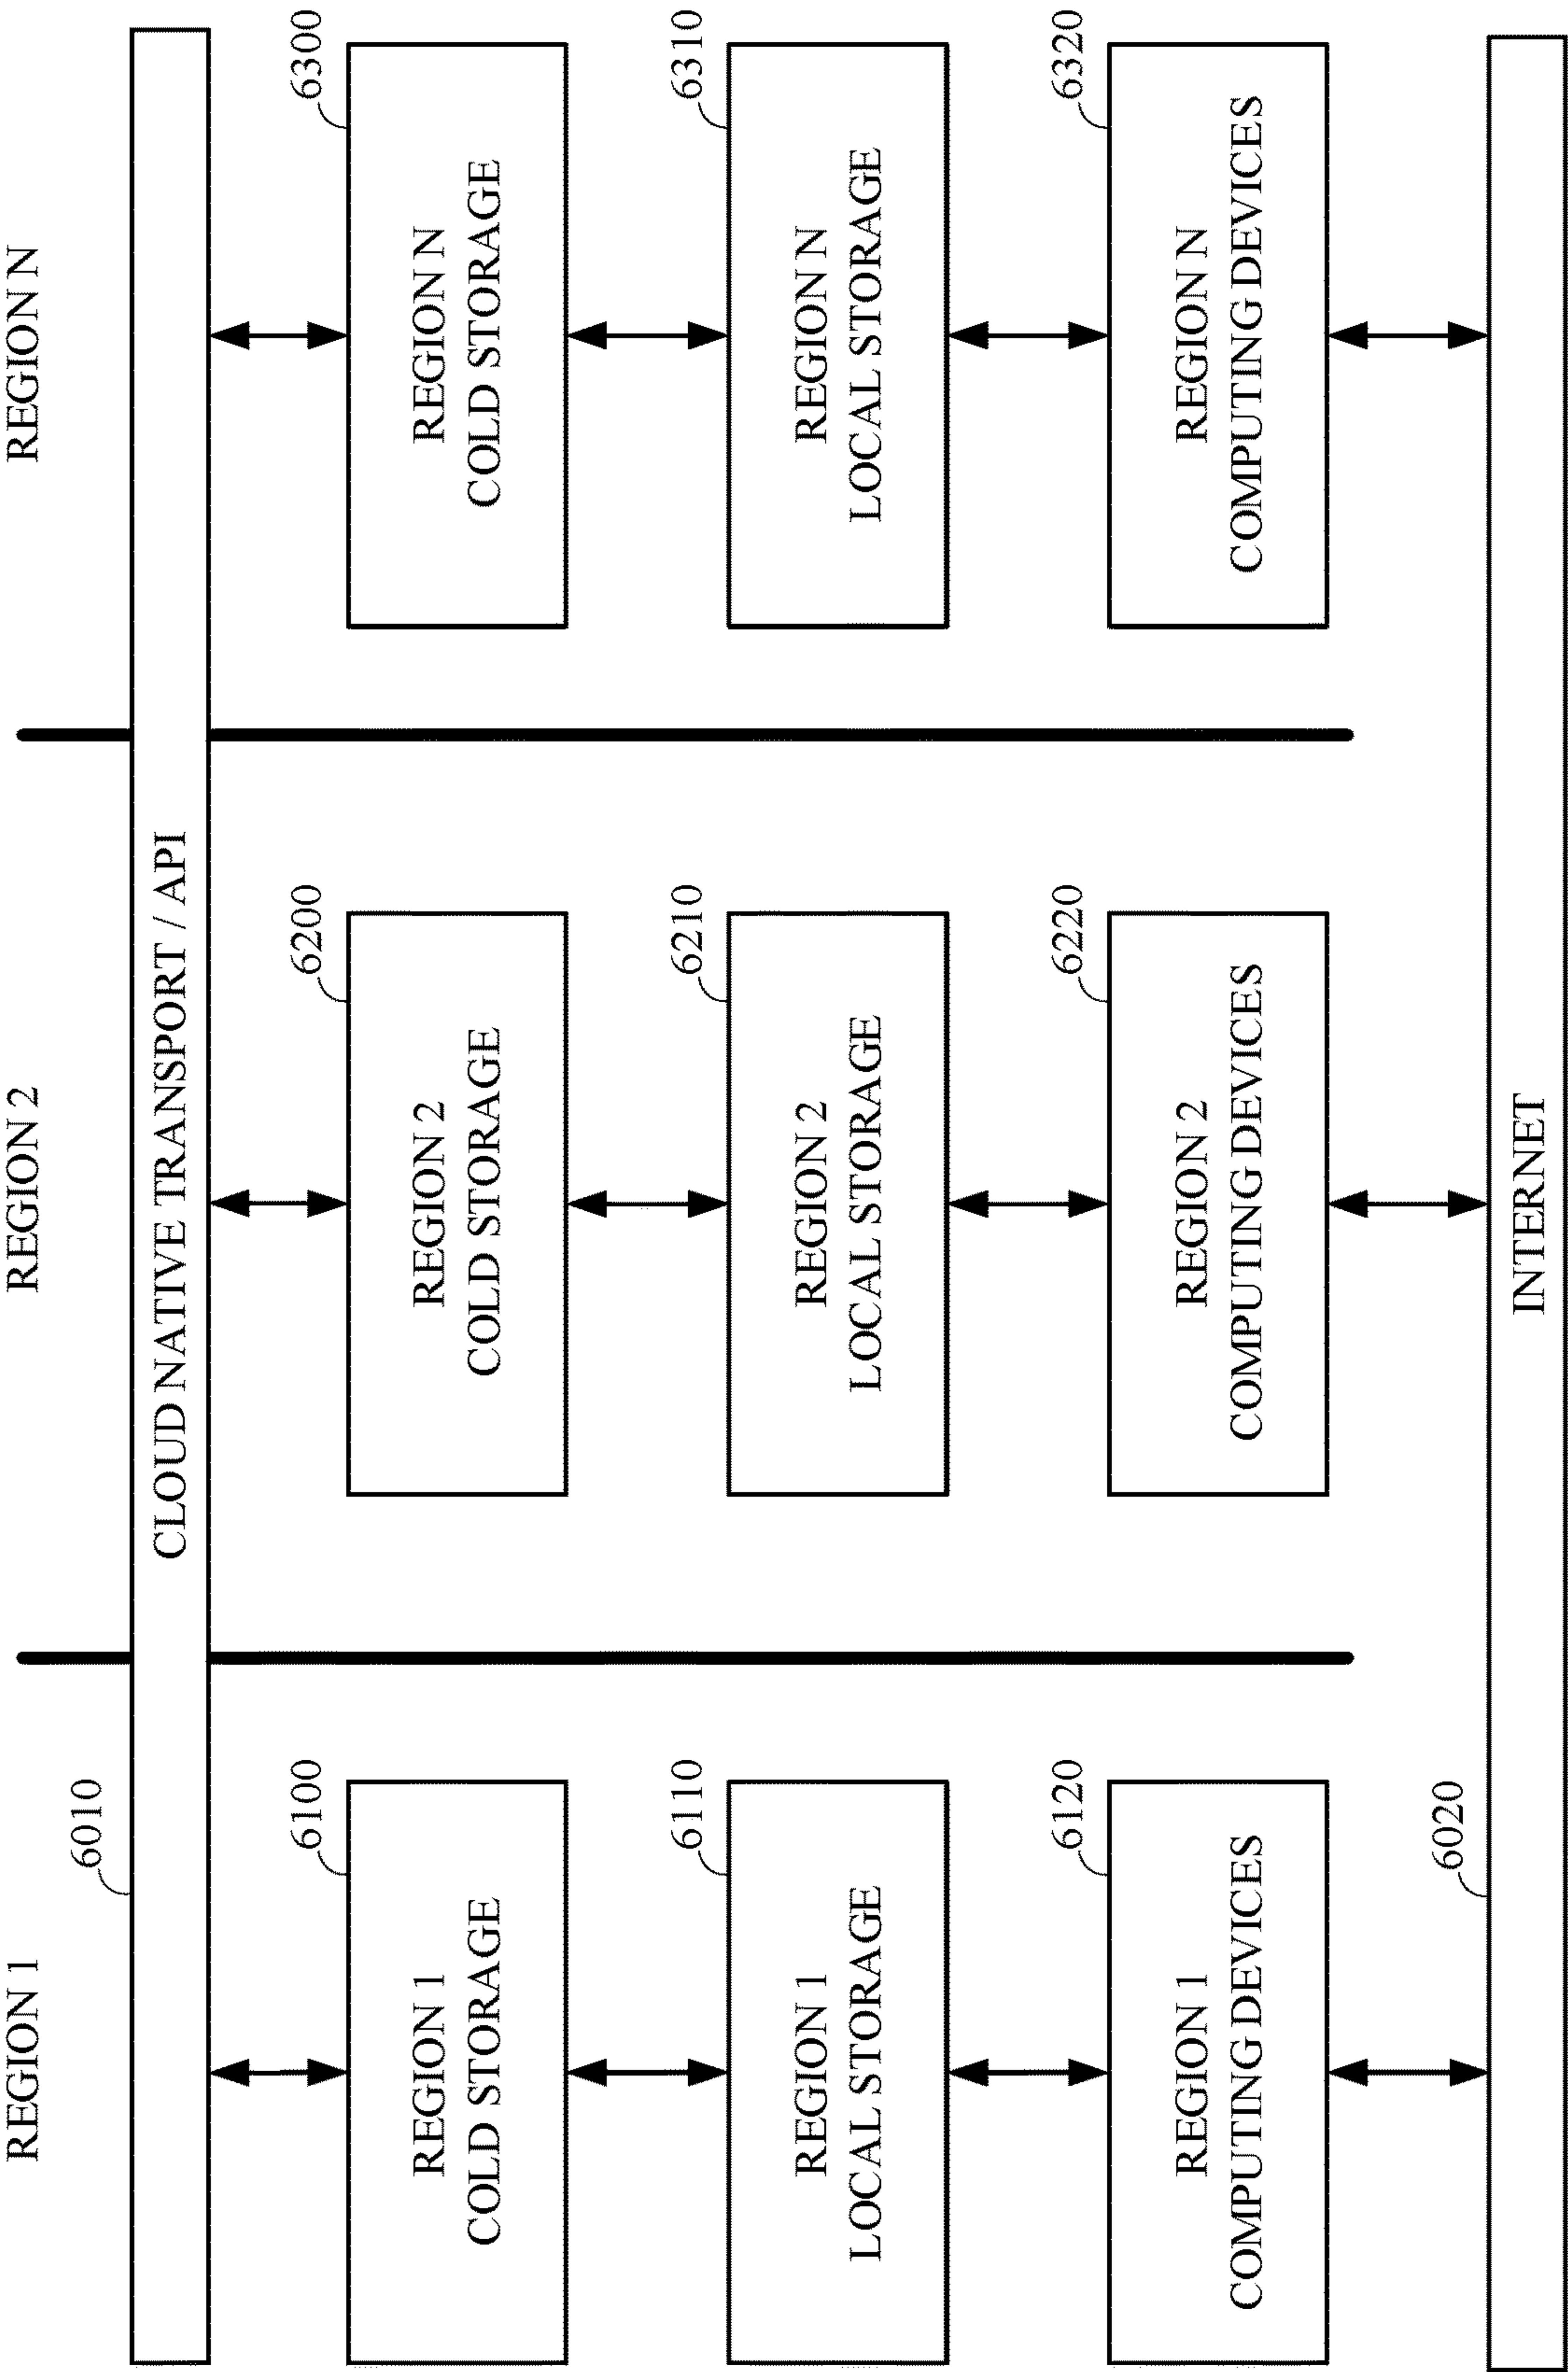 REGION 1
REGION 2
REGION N
6010
CLOUD NATIVE TRANSPORT / API
6100
6200
6300
REGION 1
COLD STORAGE
REGION 2
COLD STORAGE
REGION N
COLD STORAGE
6110
6210
6310
REGION 1
LOCAL STORAGE
REGION 2
LOCAL STORAGE
REGION N
LOCAL STORAGE
6120
6220
6320
REGION 1
COMPUTING DEVICES
REGION 2
COMPUTING DEVICES
REGION N
COMPUTING DEVICES
6020
INTERNET